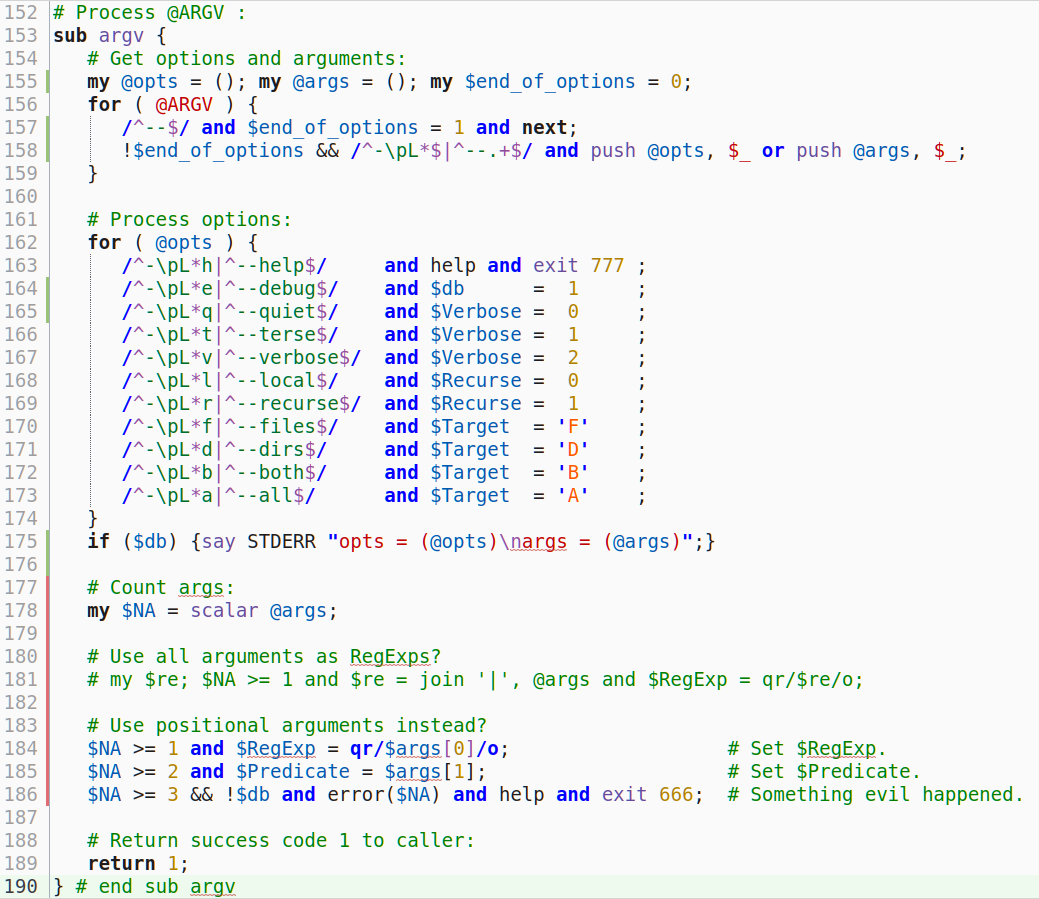 152 # Process @ARGV :
153 sub argv {
154    # Get options and arguments:
155    my @opts = (); my @args = (); my $end_of_options = 0;
156    for ( @ARGV ) {
157       /^--$/ and $end_of_options = 1 and next;
158       !$end_of_options && /^-\pL*$|^--.+$/ and push @opts, $_ or push @args, $_;
159    }
160
161    # Process options:
162    for ( @opts ) {
163       /^-\pL*h|^--help$/     and help and exit 777 ;
164       /^-\pL*e|^--debug$/    and $db      =  1     ;
165       /^-\pL*q|^--quiet$/    and $Verbose =  0     ;
166       /^-\pL*t|^--terse$/    and $Verbose =  1     ;
167       /^-\pL*v|^--verbose$/  and $Verbose =  2     ;
168       /^-\pL*l|^--local$/    and $Recurse =  0     ;
169       /^-\pL*r|^--recurse$/  and $Recurse =  1     ;
170       /^-\pL*f|^--files$/    and $Target  = 'F'    ;
171       /^-\pL*d|^--dirs$/     and $Target  = 'D'    ;
172       /^-\pL*b|^--both$/     and $Target  = 'B'    ;
173       /^-\pL*a|^--all$/      and $Target  = 'A'    ;
174    }
175    if ($db) {say STDERR "opts = (@opts)\nargs = (@args)";}
176
177    # Count args:
178    my $NA = scalar @args;
179
180    # Use all arguments as RegExps?
181    # my $re; $NA >= 1 and $re = join '|', @args and $RegExp = qr/$re/o;
182
183    # Use positional arguments instead?
184    $NA >= 1 and $RegExp = qr/$args[0]/o;                   # Set $RegExp.
185    $NA >= 2 and $Predicate = $args[1];                     # Set $Predicate.
186    $NA >= 3 && !$db and error($NA) and help and exit 666;  # Something evil happened.
187
188    # Return success code 1 to caller:
189    return 1;
190 } # end sub argv